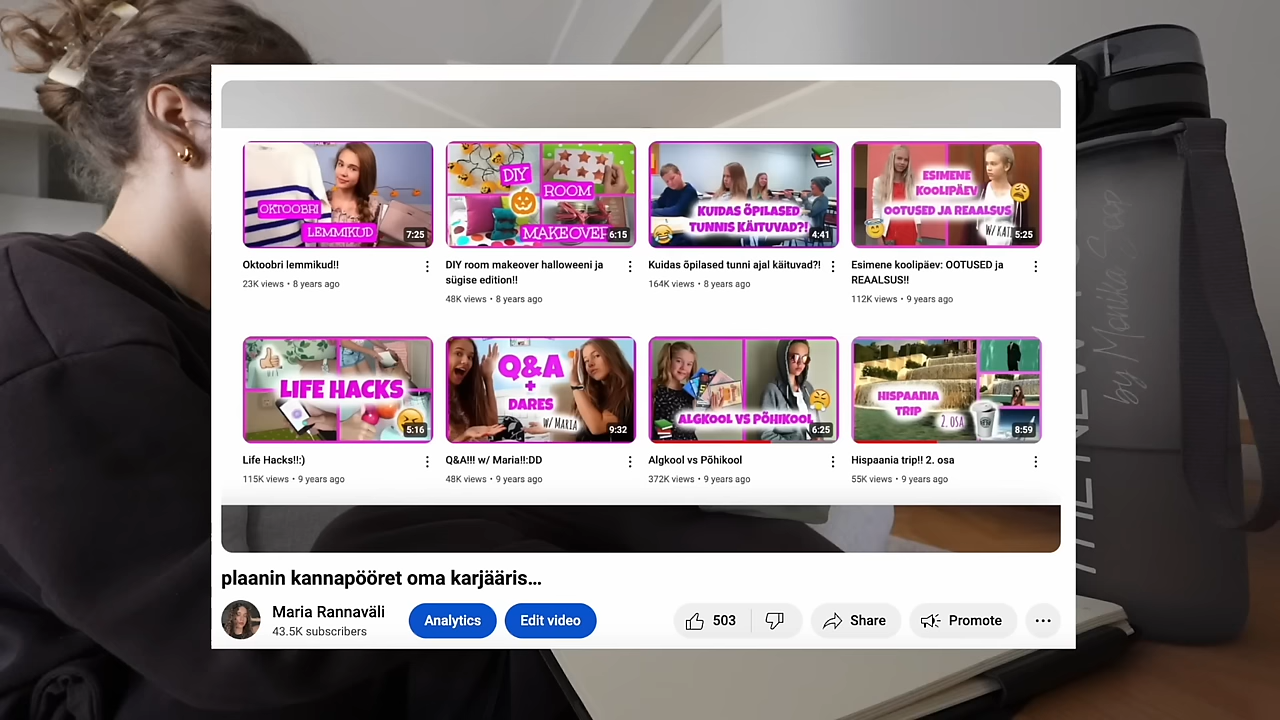 OKTOOBRI
LEMMIKUD
7:25
DIY
ROOM
MAKEOVER
6:15
KUIDAS ÕPILASED
TUNNIS KÄITUVAD?!
4:41
ESIMENE
KOOLIPÄEV
OOTUSED JA REAALSUS
W/ KATI
5:25
Oktoobri lemmikud!!
23K views • 8 years ago
DIY room makeover halloweeni ja
sügise edition!!
48K views • 8 years ago
Kuidas õpilased tunni ajal käituvad?!
164K views • 8 years ago
Esimene koolipäev: OOTUSED ja
REAALSUS!!
112K views • 9 years ago
LIFE HACKS
5:16
Q&A
+
DARES
W/ MARIA
9:32
ALGKOOL VS PÕHIKOOL
6:25
HISPAANIA
TRIP
2. OSA
8:59
Life Hacks!!:)
115K views • 9 years ago
Q&A!!! w/ Maria!!:DD
48K views • 9 years ago
Algkool vs Põhikool
372K views • 9 years ago
Hispaania trip!! 2. osa
55K views • 9 years ago
plaanin kannapööret oma karjääris...
Maria Rannaväli
43.5K subscribers
Analytics
Edit video
503
Share
Promote
by Monika Soo